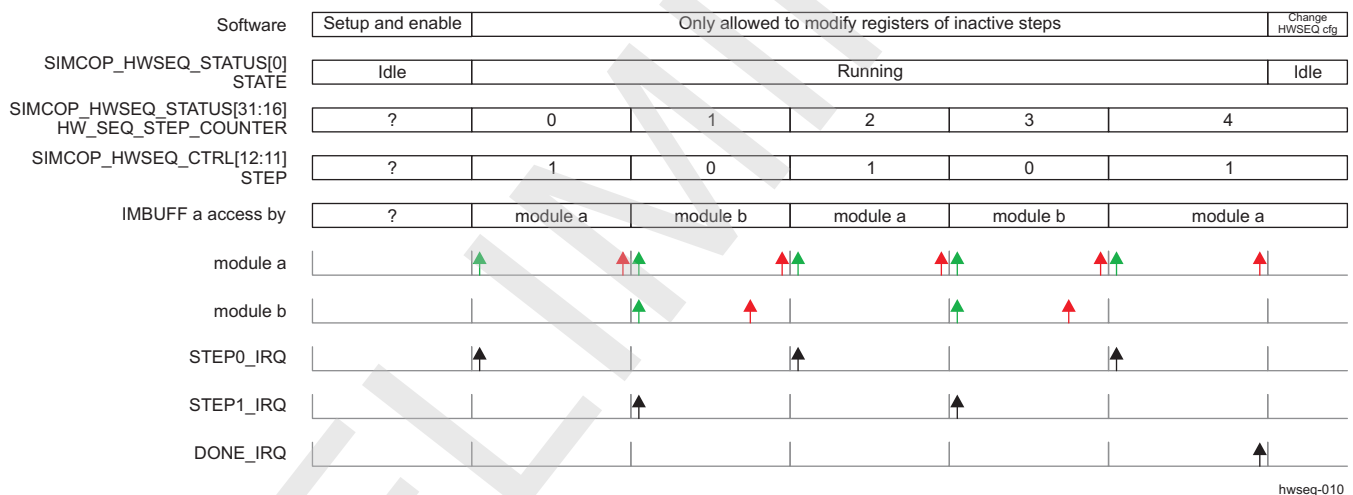 Software Setup and enable Only allowed to modify registers of inactive steps Change
HWSEQ cfg
SIMCOP_HWSEQ_STATUS[0]
STATE Idle Running Idle
SIMCOP_HWSEQ_STATUS[31:16]
HW_SEQ_STEP_COUNTER ? 0 1 2 3 4
SIMCOP_HWSEQ_CTRL[12:11]
STEP ? 1 0 1 0 1
IMBUFF a access by ? module a module b module a module b module a
module a
module b
STEP0_IRQ
STEP1_IRQ
DONE_IRQ
hwseq-010